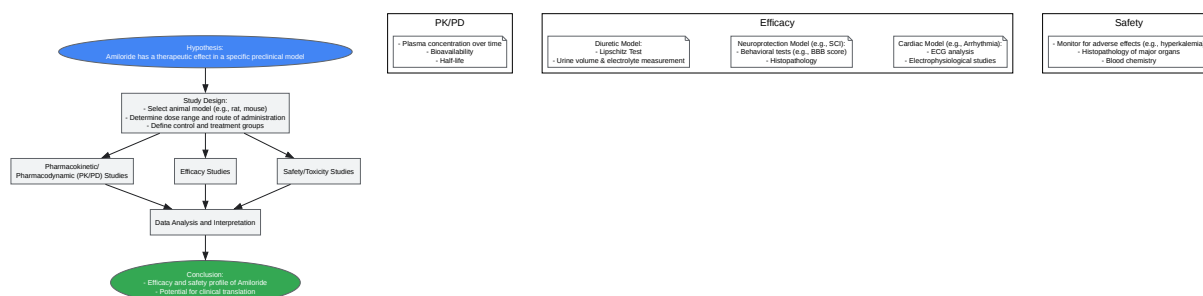 Hypothesis:
Amiloride has a therapeutic effect in a specific preclinical model
Study Design:
- Select animal model (e.g., rat, mouse)
- Determine dose range and route of administration
- Define control and treatment groups
Pharmacokinetic/
Pharmacodynamic (PK/PD) Studies
Efficacy Studies
Safety/Toxicity Studies
Data Analysis and Interpretation
Conclusion:
- Efficacy and safety profile of Amiloride
- Potential for clinical translation
PK/PD
- Plasma concentration over time
- Bioavailability
- Half-life
Efficacy
Diuretic Model:
- Lipschitz Test
- Urine volume & electrolyte measurement
Neuroprotection Model (e.g., SCI):
- Behavioral tests (e.g., BBB score)
- Histopathology
Cardiac Model (e.g., Arrhythmia):
- ECG analysis
- Electrophysiological studies
Safety
- Monitor for adverse effects (e.g., hyperkalemia)
- Histopathology of major organs
- Blood chemistry